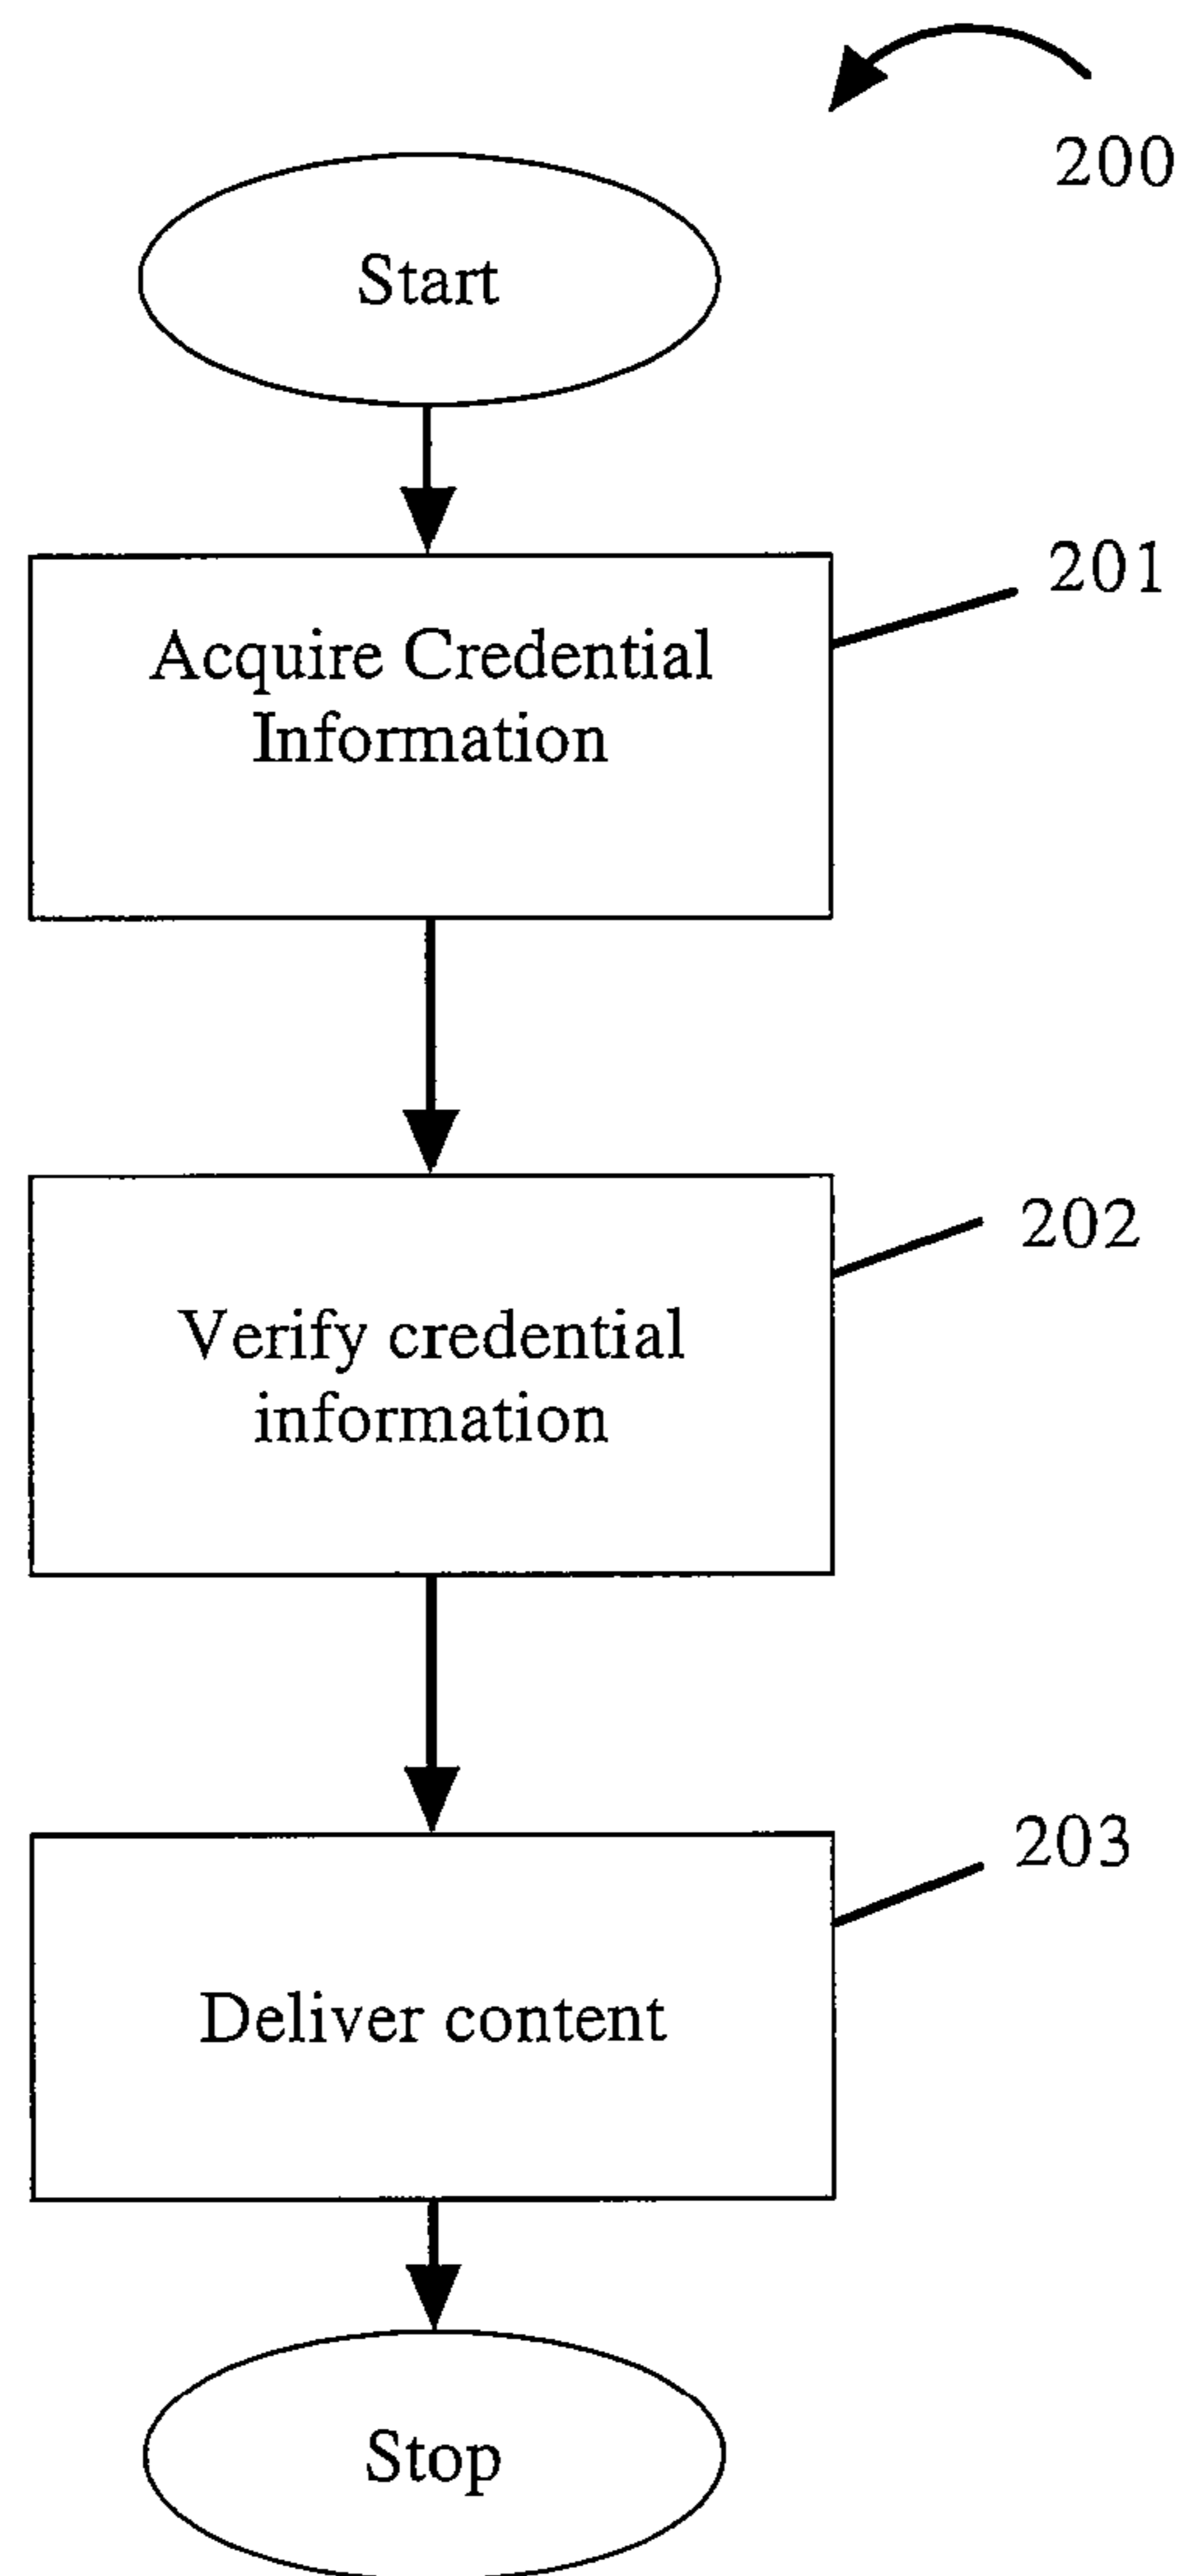 200
Start
201
Acquire Credential
Information
202
Verify credential
information
203
Deliver content
Stop